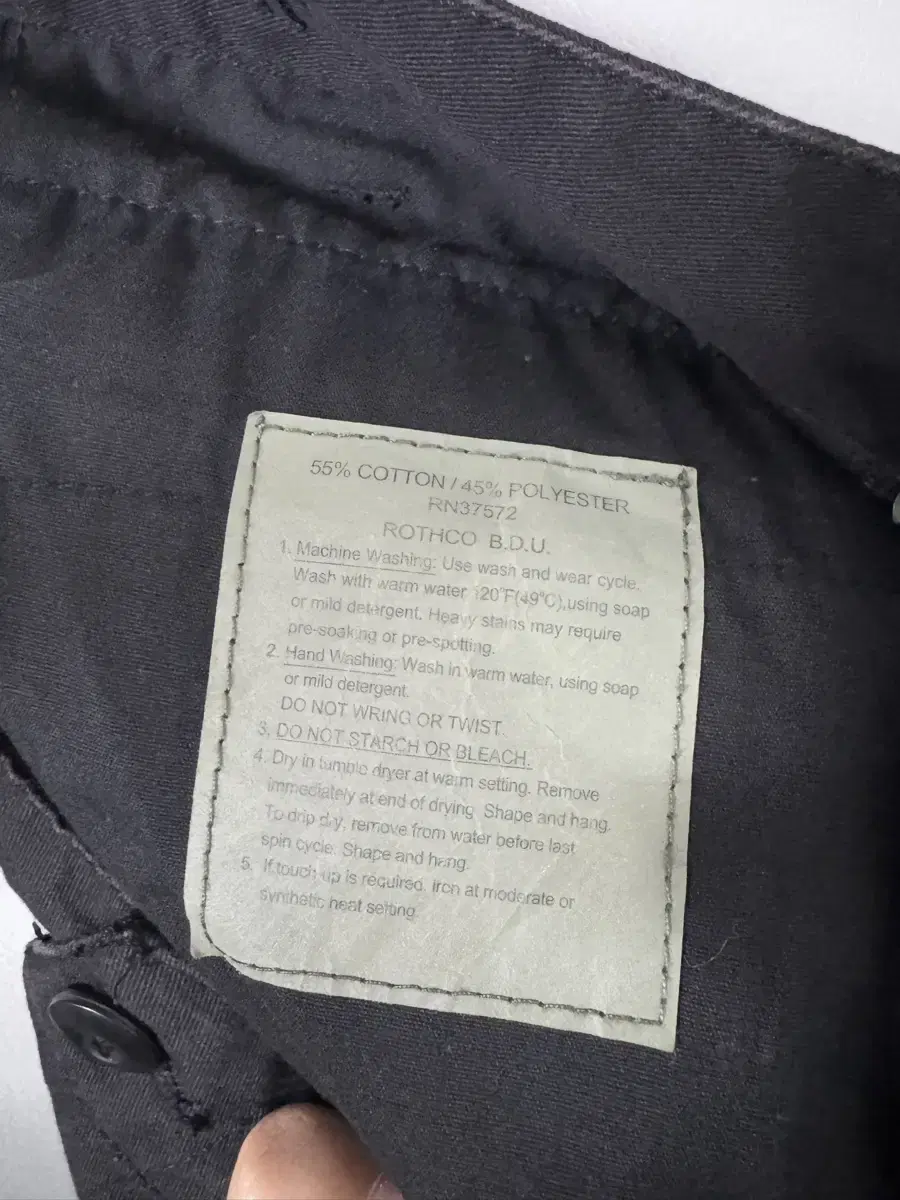 55% COTTON / 45% POLYESTER
RN37572
ROTHCO B.D.U.
1. Machine Washing: Use wash and wear cycle.
Wash with warm water 120°F(49°C),using soap
or mild detergent. Heavy stains may require
pre-soaking or pre-spotting.
2. Hand Washing: Wash in warm water, using soap
or mild detergent.
DO NOT WRING OR TWIST.
3. DO NOT STARCH OR BLEACH.
4. Dry in tumble dryer at warm setting. Remove
immediately at end of drying Shape and hang.
To drip dry, remove from water before last
spin cycle. Shape and hang.
5. If touch-up is required. Iron at moderate or
synthetic heat setting.